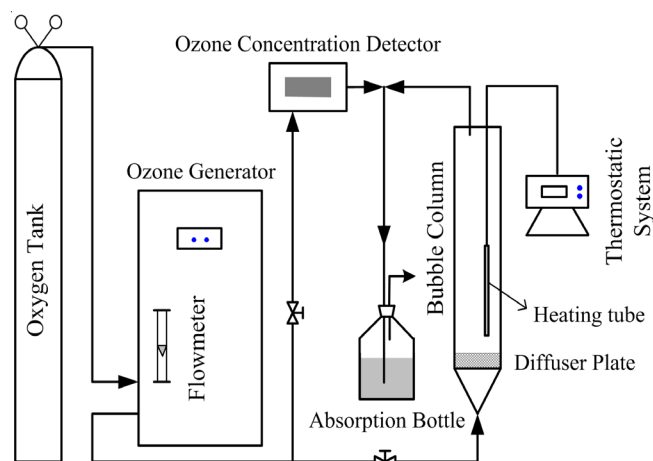 Ozone Concentration Detector
Ozone Generator
Oxygen Tank
Flowmeter
Bubble Column
Thermostatic
System
Heating tube
Diffuser Plate
Absorption Bottle